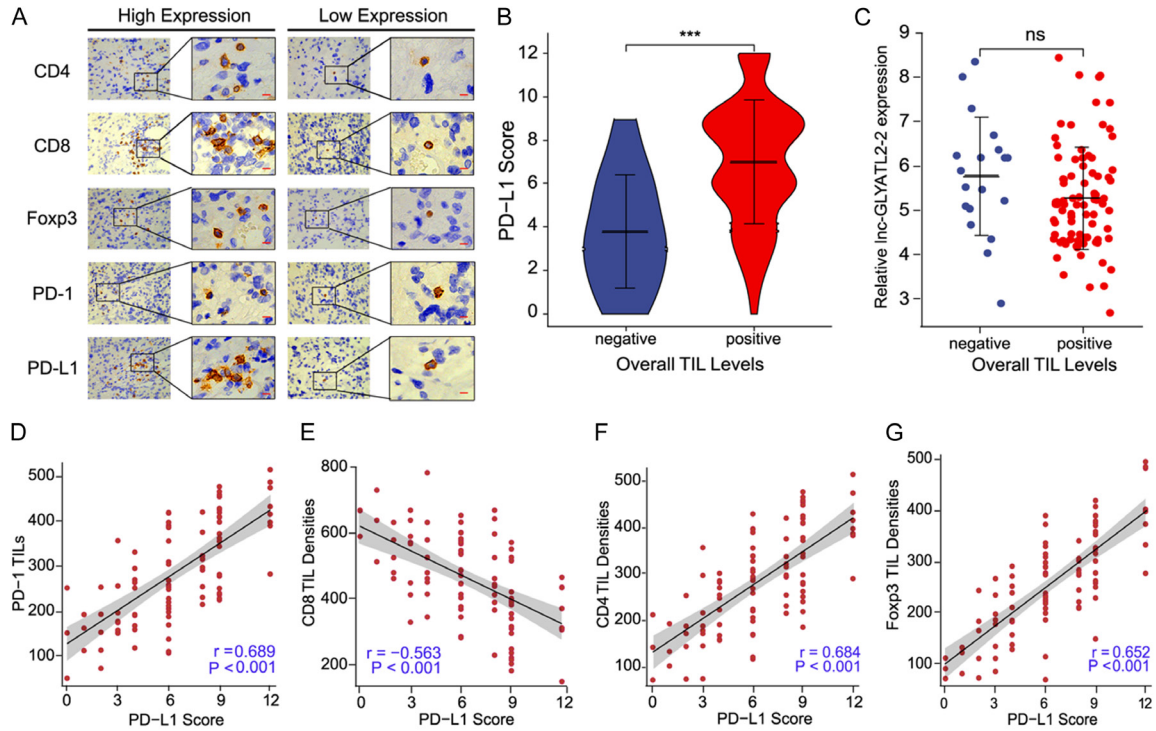 A
High Expression
Low Expression
CD4
CD8
Foxp3
PD-1
PD-L1
B
PD-L1 Score
12
10
8
6
4
2
0
***
negative
positive
Overall TIL Levels
C
Relative lnc-GLYATL2-2 expression
9
8
7
6
5
4
3
ns
negative
positive
Overall TIL Levels
D
PD-1 TILs
500
400
300
200
100
r = 0.689
P < 0.001
0 3 6 9 12
PD-L1 Score
E
CD8 TIL Densities
800
600
400
200
r = −0.563
P < 0.001
0 3 6 9 12
PD-L1 Score
F
CD4 TIL Densities
500
400
300
200
100
r = 0.684
P < 0.001
0 3 6 9 12
PD-L1 Score
G
Foxp3 TIL Densities
500
400
300
200
100
r = 0.652
P < 0.001
0 3 6 9 12
PD-L1 Score